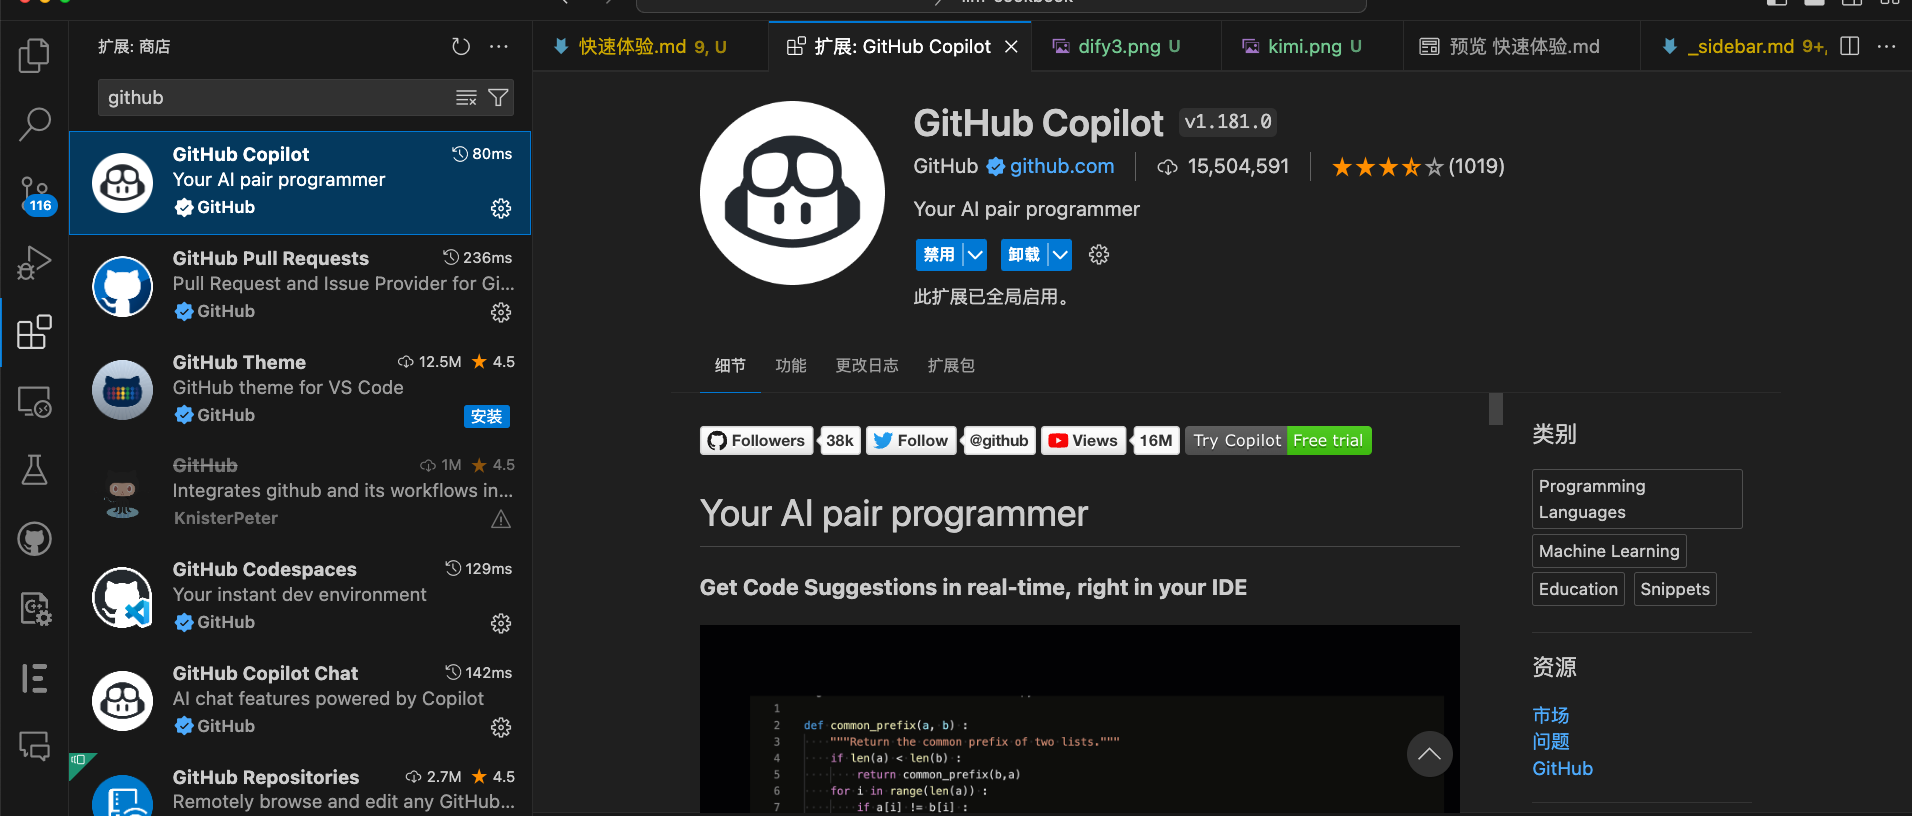 扩展: 商店
快速体验.md 9, U
扩展: GitHub Copilot
dify3.png U
kimi.png U
预览 快速体验.md
_sidebar.md 9+,
github
GitHub Copilot 80ms
Your AI pair programmer
GitHub
116
GitHub Pull Requests 236ms
Pull Request and Issue Provider for Gi...
GitHub
GitHub Theme 12.5M 4.5
GitHub theme for VS Code
GitHub 安装
GitHub 1M 4.5
Integrates github and its workflows in...
KnisterPeter
GitHub Codespaces 129ms
Your instant dev environment
GitHub
GitHub Copilot Chat 142ms
AI chat features powered by Copilot
GitHub
GitHub Repositories 2.7M 4.5
Remotely browse and edit any GitHub...
GitHub Copilot v1.181.0
GitHub github.com 15,504,591 (1019)
Your AI pair programmer
禁用 卸载
此扩展已全局启用。
细节 功能 更改日志 扩展包
Followers 38k Follow @github Views 16M Try Copilot Free trial
Your AI pair programmer
Get Code Suggestions in real-time, right in your IDE
1
2 def common_prefix(a, b) :
3 """Return the common prefix of two lists."""
4 if len(a) < len(b) :
5 return common_prefix(b,a)
6 for i in range(len(a)) :
7 if a[i] != b[i] :
类别
Programming
Languages
Machine Learning
Education Snippets
资源
市场
问题
GitHub